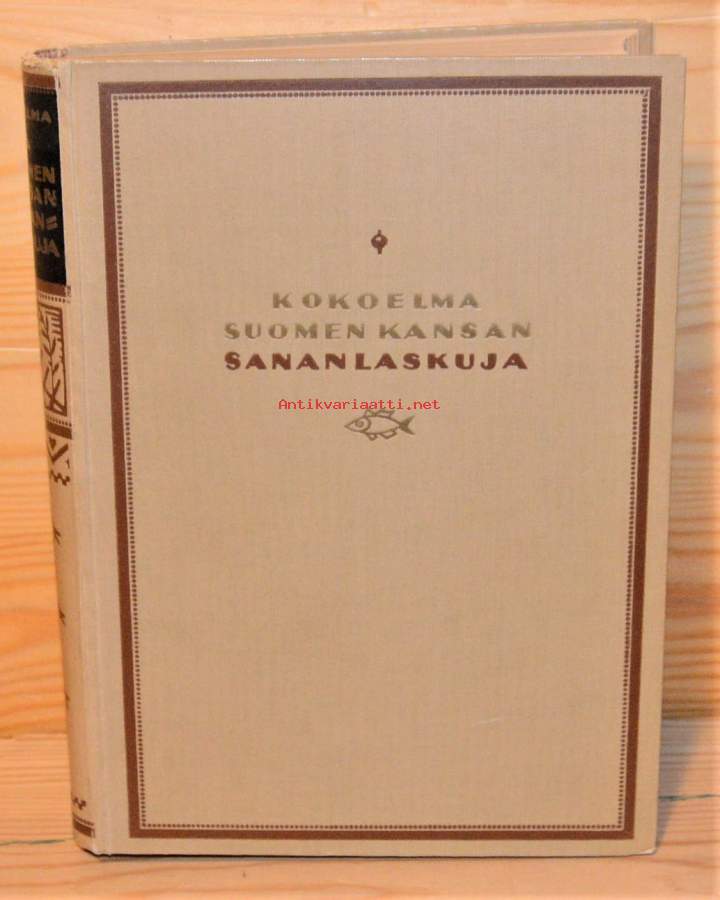 KOKOELMA
SUOMEN KANSAN
SANANLASKUJA
Antikvariaatti.net